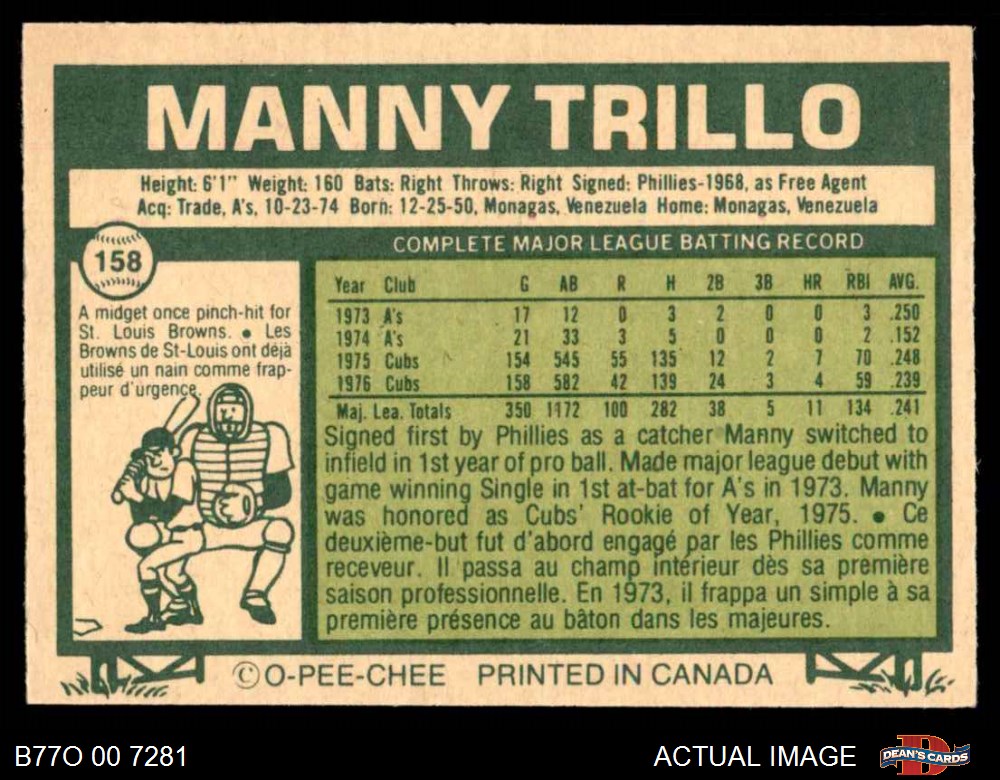 MANNY TRILLO
Height: 6'1" Weight: 160 Bats: Right Throws: Right Signed: Phillies-1968, as Free Agent
Acq: Trade, A's, 10-23-74 Born: 12-25-50, Monagas, Venezuela Home: Monagas, Venezuela
158
A midget once pinch-hit for
St. Louis Browns. • Les
Browns de St-Louis ont déjà
utilisé un nain comme frap-
peur d'urgence.
COMPLETE MAJOR LEAGUE BATTING RECORD
Year Club G AB R H 2B 3B HR RBI AVG.
1973 A's 17 12 0 3 2 0 0 3 .250
1974 A's 21 33 3 5 0 0 0 2 .152
1975 Cubs 154 545 55 135 12 2 7 70 .248
1976 Cubs 158 582 42 139 24 3 4 59 .239
Maj. Lea. Totals 350 1172 100 282 38 5 11 134 .241
Signed first by Phillies as a catcher Manny switched to
infield in 1st year of pro ball. Made major league debut with
game winning Single in 1st at-bat for A's in 1973. Manny
was honored as Cubs' Rookie of Year, 1975. • Ce
deuxième-but fut d'abord engagé par les Phillies comme
receveur. Il passa au champ intérieur dès sa première
saison professionnelle. En 1973, il frappa un simple à sa
première présence au bâton dans les majeures.
©O-PEE-CHEE PRINTED IN CANADA
B77O 00 7281
ACTUAL IMAGE
DEAN'S CARDS